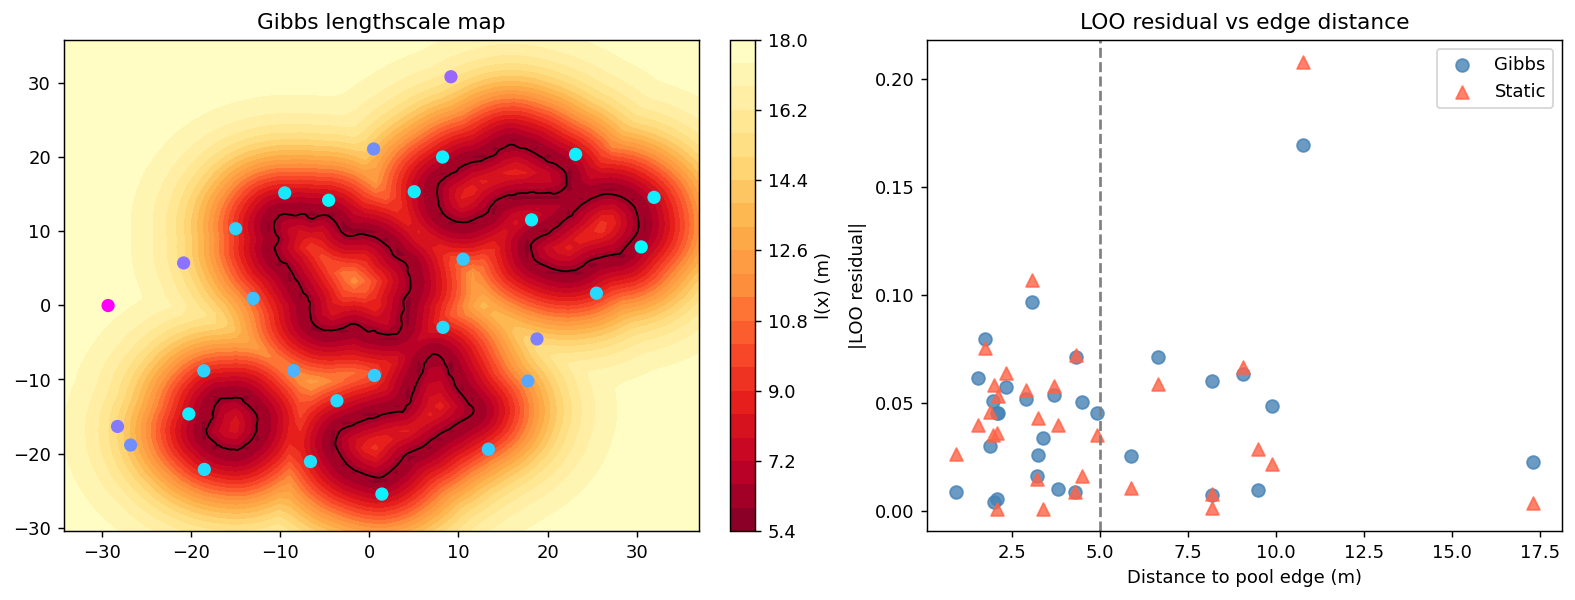 Gibbs lengthscale map
30
20
10
0
−10
−20
−30
−30 −20 −10 0 10 20 30
18.0
16.2
14.4
12.6
10.8
9.0
7.2
5.4
l(x) (m)
LOO residual vs edge distance
Gibbs
Static
|LOO residual|
0.20
0.15
0.10
0.05
0.00
2.5 5.0 7.5 10.0 12.5 15.0 17.5
Distance to pool edge (m)